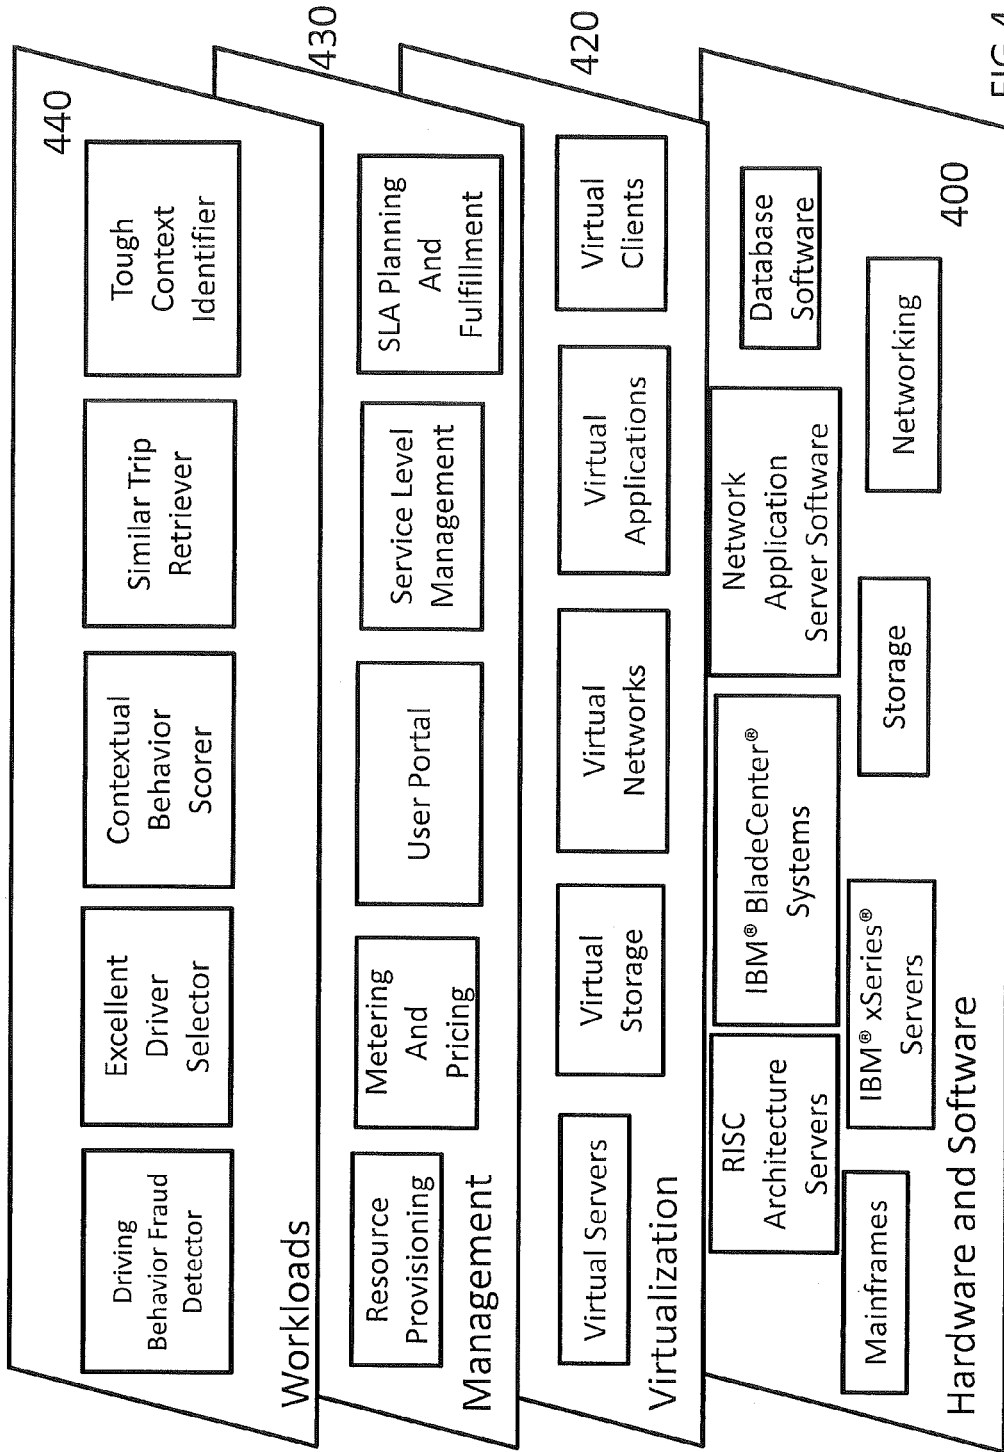 440
Driving
Behavior Fraud
Detector
Excellent
Driver
Selector
Contextual
Behavior
Scorer
Similar Trip
Retriever
Tough
Context
Identifier
Workloads
430
Resource
Provisioning
Metering
And
Pricing
User Portal
Service Level
Management
SLA Planning
And
Fulfillment
Management
420
Virtual Servers
Virtual
Storage
Virtual
Networks
Virtual
Applications
Virtual
Clients
Virtualization
RISC
Architecture
Servers
IBM® BladeCenter®
Systems
Network
Application
Server Software
Database
Software
Mainframes
IBM® xSeries®
Servers
Storage
Networking
400
Hardware and Software
FIG 4